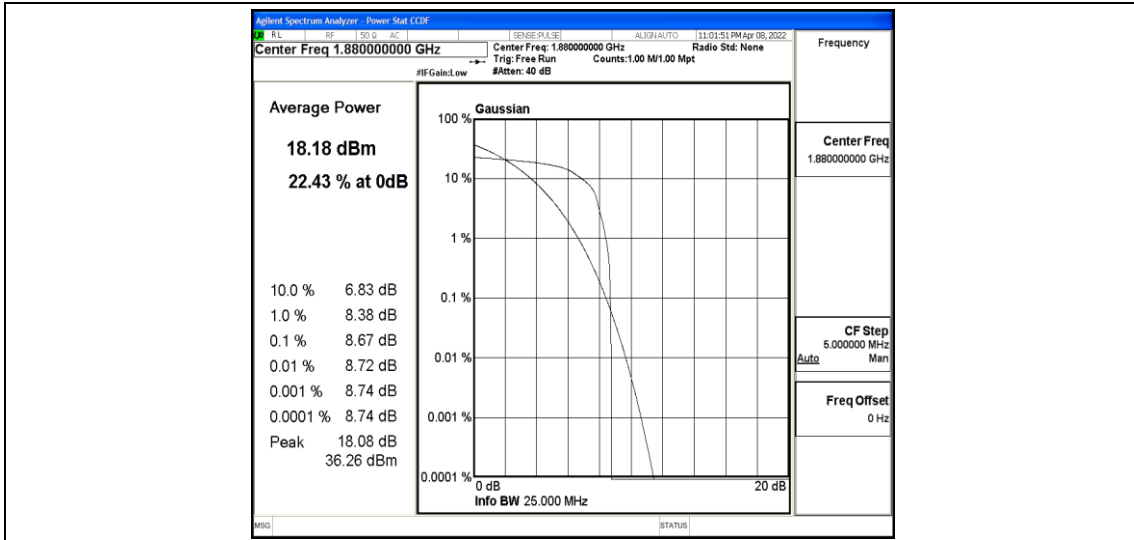 Agilent Spectrum Analyzer - Power Stat CCDF
LXI RL RF 50 Ω AC SENSE:PULSE ALIGNAUTO 11:01:51 PM Apr 08, 2022
Center Freq 1.880000000 GHz
Center Freq: 1.880000000 GHz Radio Std: None
Trig: Free Run Counts:1.00 M/1.00 Mpt
#IFGain:Low #Atten: 40 dB
Average Power
18.18 dBm
22.43 % at 0dB
10.0 % 6.83 dB
1.0 % 8.38 dB
0.1 % 8.67 dB
0.01 % 8.72 dB
0.001 % 8.74 dB
0.0001 % 8.74 dB
Peak 18.08 dB
36.26 dBm
Gaussian
100 %
10 %
1 %
0.1 %
0.01 %
0.001 %
0.0001 %
0 dB 20 dB
Info BW 25.000 MHz
Frequency
Center Freq
1.880000000 GHz
CF Step
5.000000 MHz
Auto Man
Freq Offset
0 Hz
MSG STATUS